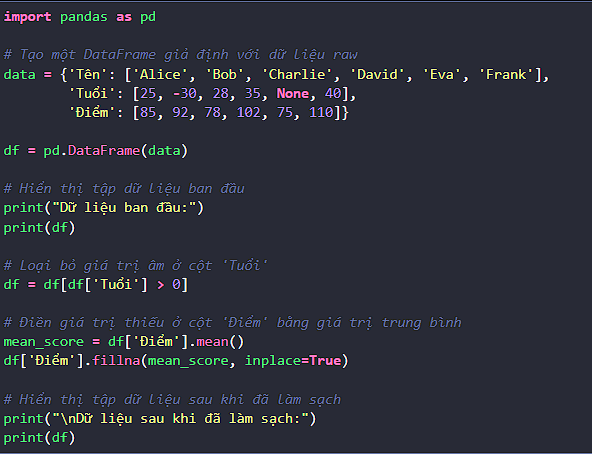 import pandas as pd
# Tạo một DataFrame giả định với dữ liệu raw
data = {'Tên': ['Alice', 'Bob', 'Charlie', 'David', 'Eva', 'Frank'],
'Tuổi': [25, -30, 28, 35, None, 40],
'Điểm': [85, 92, 78, 102, 75, 110]}
df = pd.DataFrame(data)
# Hiển thị tập dữ liệu ban đầu
print("Dữ liệu ban đầu:")
print(df)
# Loại bỏ giá trị âm ở cột 'Tuổi'
df = df[df['Tuổi'] > 0]
# Điền giá trị thiếu ở cột 'Điểm' bằng giá trị trung bình
mean_score = df['Điểm'].mean()
df['Điểm'].fillna(mean_score, inplace=True)
# Hiển thị tập dữ liệu sau khi đã làm sạch
print("\nDữ liệu sau khi đã làm sạch:")
print(df)